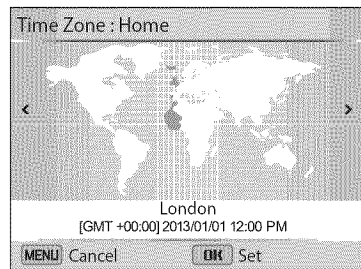 Time Zone : Home
< >
London
[GMT +00:00] 2013/01/01 12:00 PM
MENU Cancel OK Set